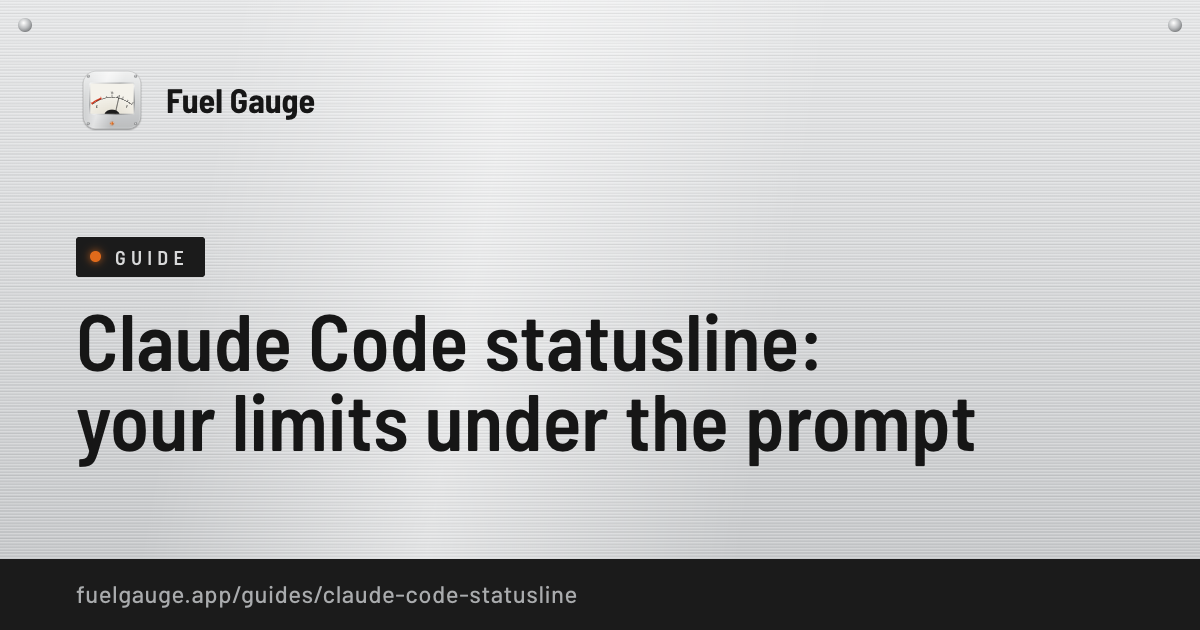 Fuel Gauge
GUIDE
Claude Code statusline:
your limits under the prompt
fuelgauge.app/guides/claude-code-statusline